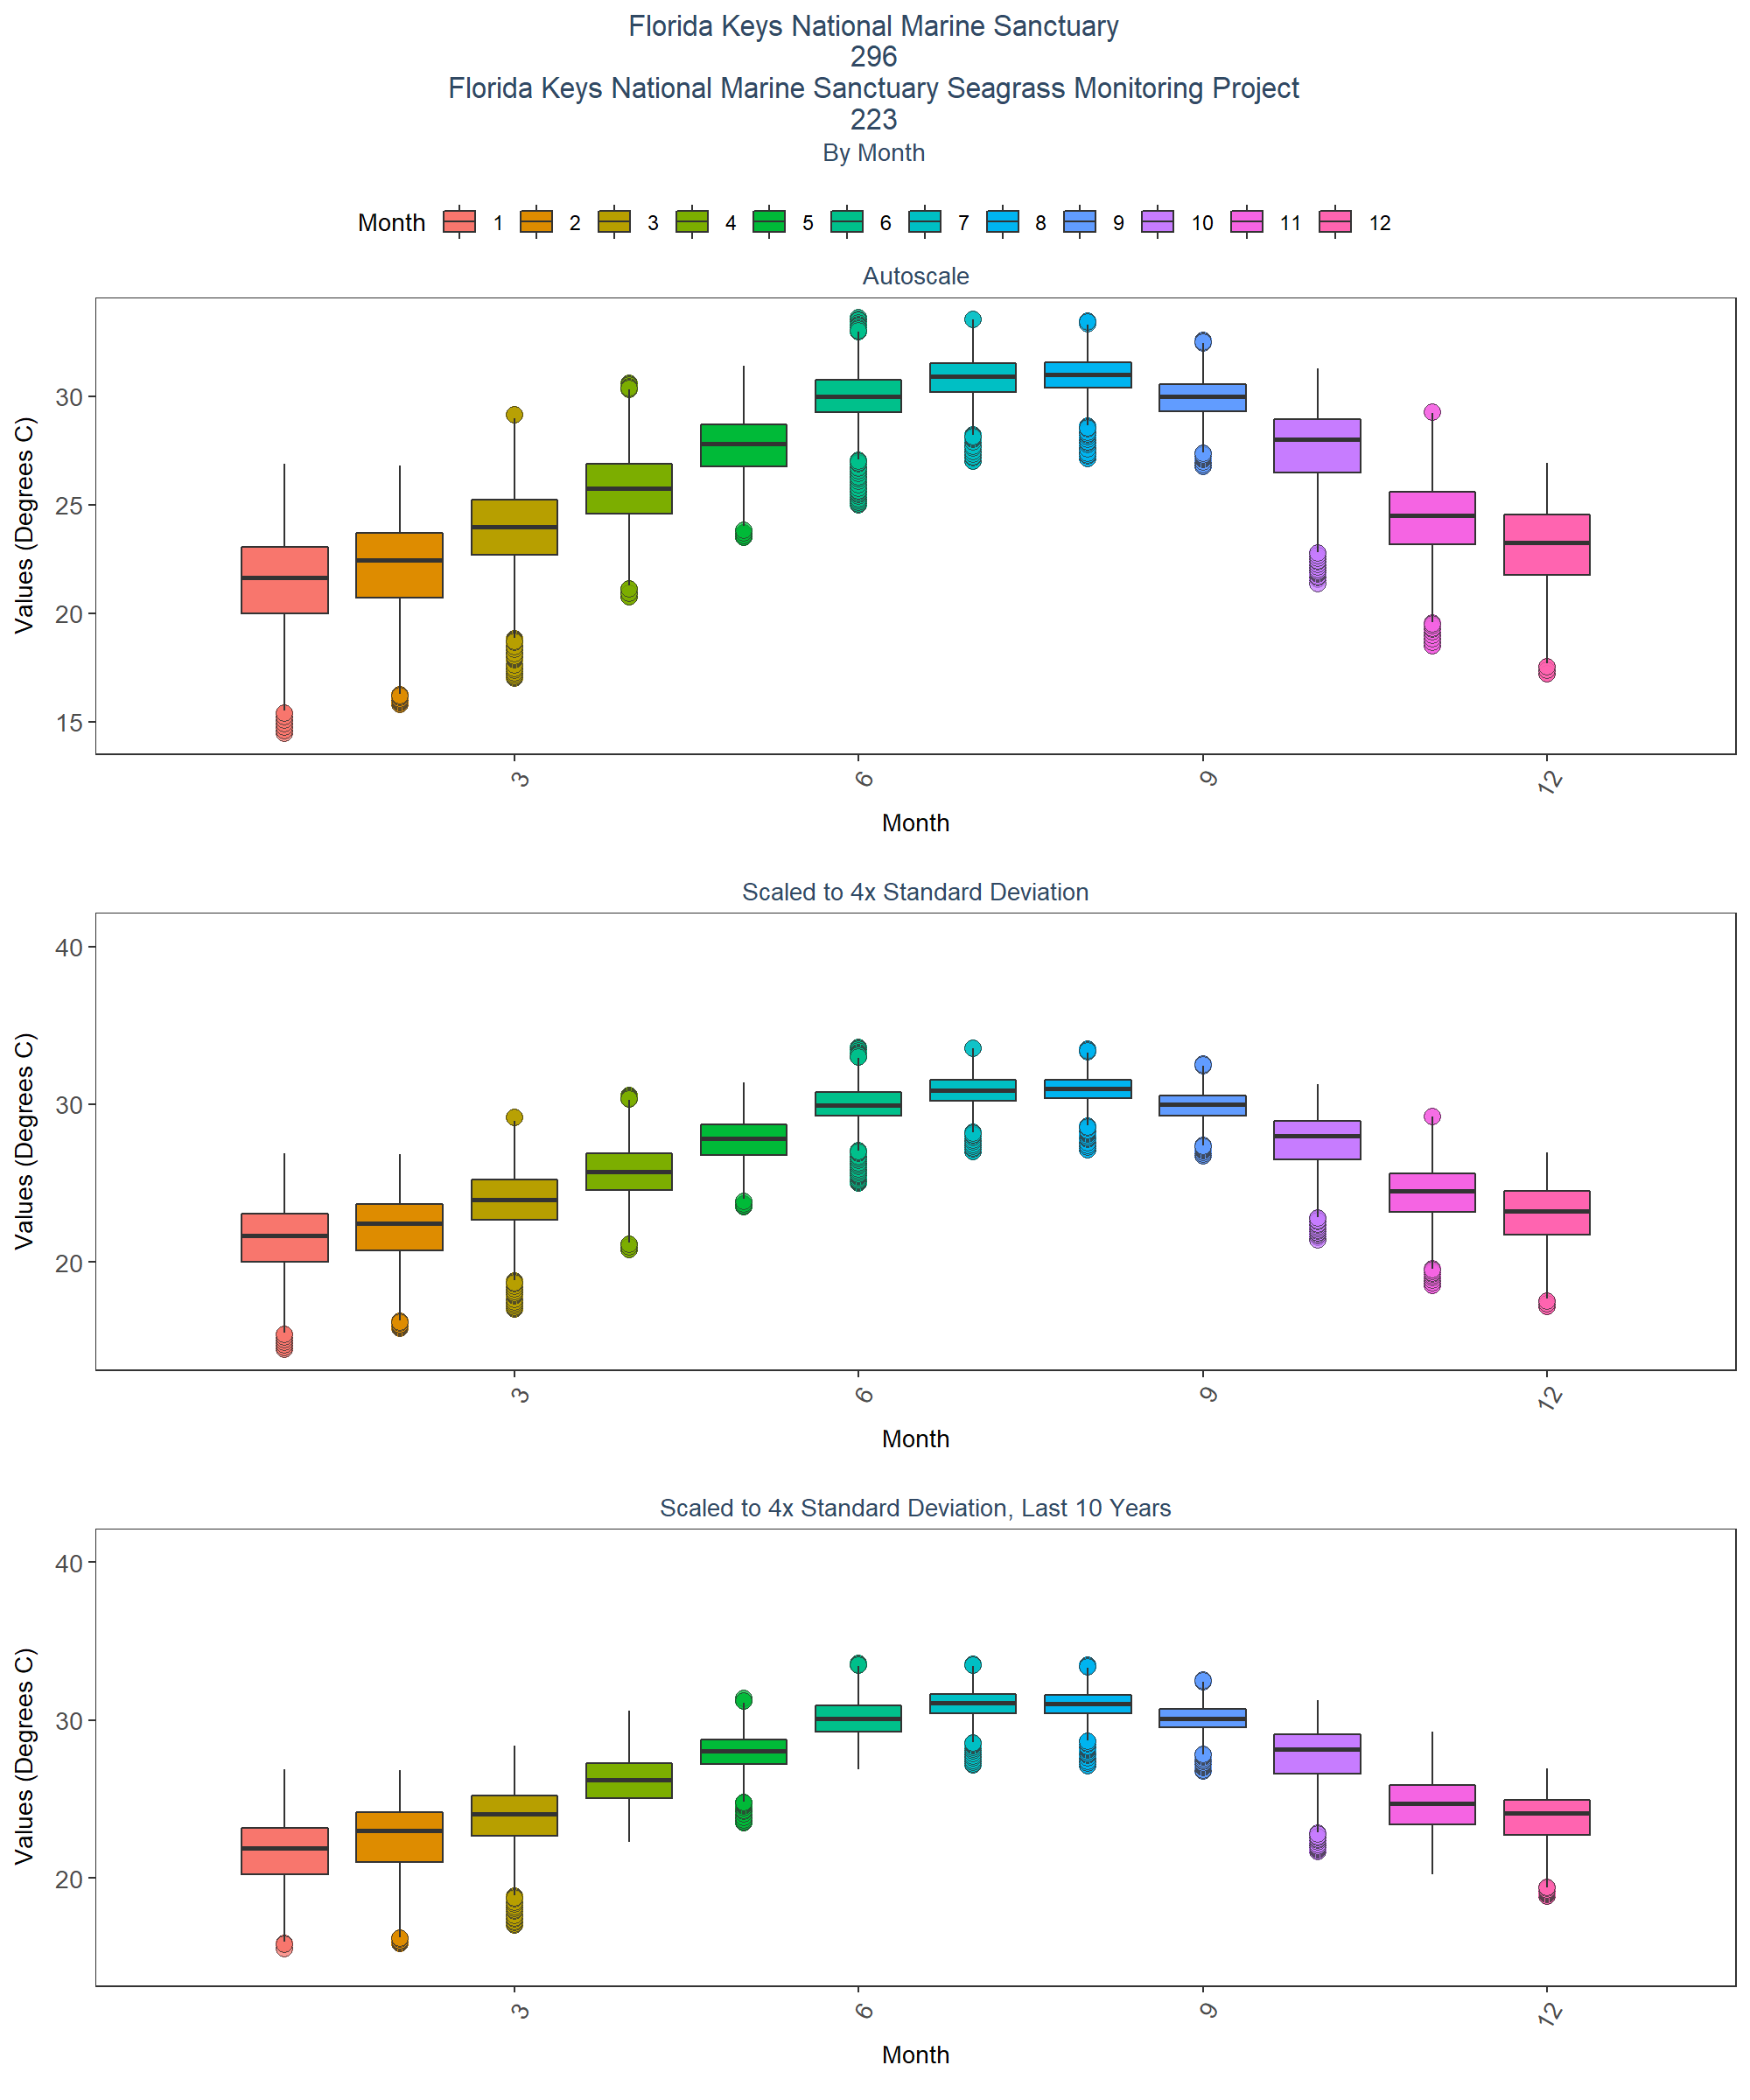 Florida Keys National Marine Sanctuary
296
Florida Keys National Marine Sanctuary Seagrass Monitoring Project
223
By Month
Month 1 2 3 4 5 6 7 8 9 10 11 12
Autoscale
Values (Degrees C)
30
25
20
15
3 6 9 12
Month
Scaled to 4x Standard Deviation
Values (Degrees C)
40
30
20
3 6 9 12
Month
Scaled to 4x Standard Deviation, Last 10 Years
Values (Degrees C)
40
30
20
3 6 9 12
Month